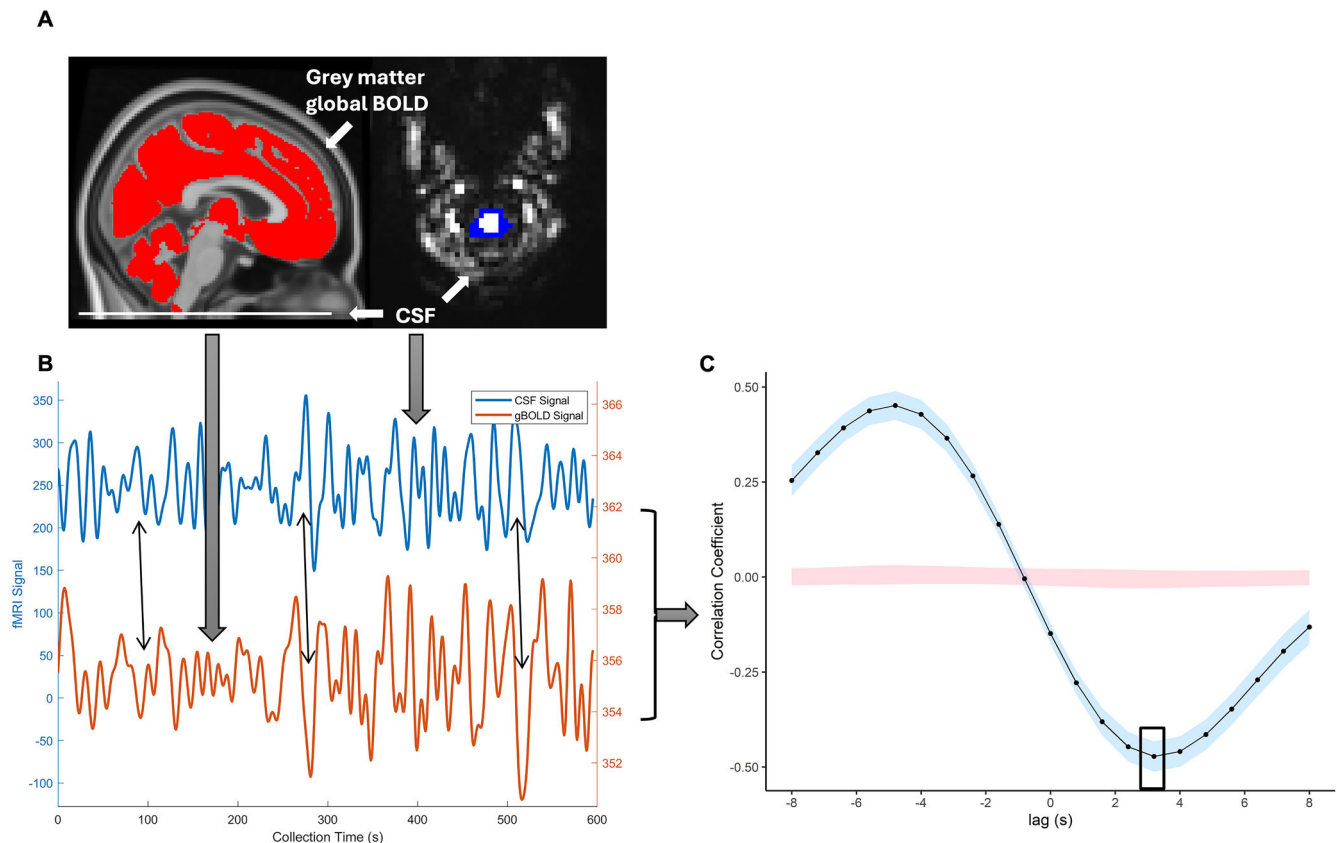 A
Grey matter
global BOLD
CSF
B
CSF Signal
gBOLD Signal
350
300
250
200
150
100
50
0
-50
-100
fMRI Signal
366
364
362
360
358
356
354
352
0 100 200 300 400 500 600
Collection Time (s)
C
0.50
0.25
0.00
-0.25
-0.50
Correlation Coefficient
-8 -6 -4 -2 0 2 4 6 8
lag (s)